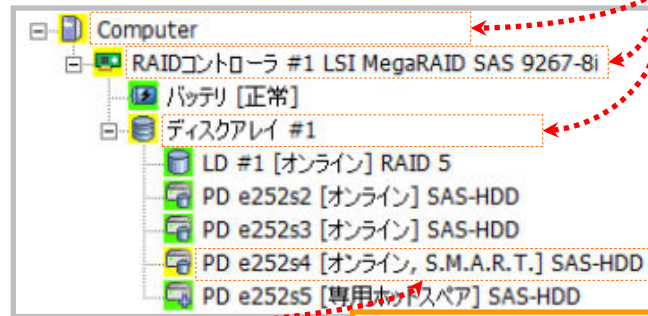 Computer
RAIDコントローラ #1 LSI MegaRAID SAS 9267-8i
バッテリ [正常]
ディスクアレイ #1
LD #1 [オンライン] RAID 5
PD e252s2 [オンライン] SAS-HDD
PD e252s3 [オンライン] SAS-HDD
PD e252s4 [オンライン, S.M.A.R.T.] SAS-HDD
PD e252s5 [専用ホットスペア] SAS-HDD